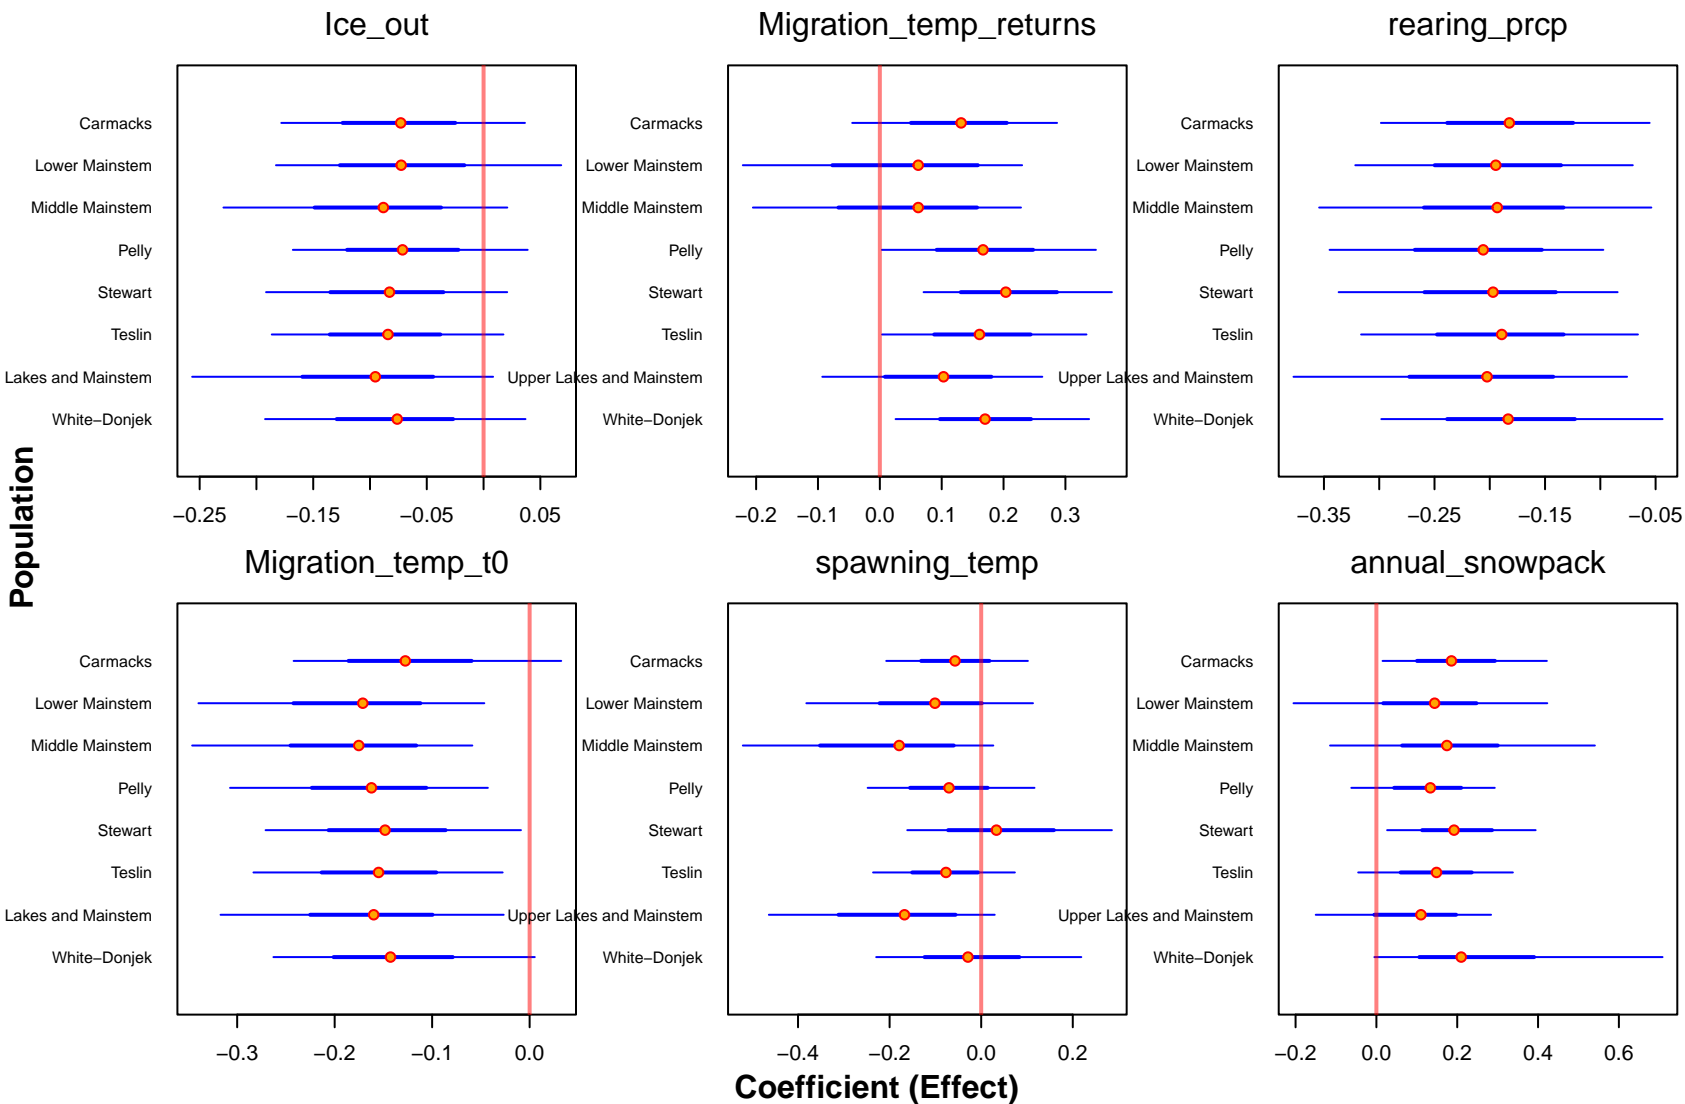 Ice_out
Migration_temp_returns
rearing_prcp
Carmacks
Lower Mainstem
Middle Mainstem
Pelly
Stewart
Teslin
Lakes and Mainstem
White−Donjek
−0.25 −0.15 −0.05 0.05
Carmacks
Lower Mainstem
Middle Mainstem
Pelly
Stewart
Teslin
Upper Lakes and Mainstem
White−Donjek
−0.2 −0.1 0.0 0.1 0.2 0.3
Carmacks
Lower Mainstem
Middle Mainstem
Pelly
Stewart
Teslin
Upper Lakes and Mainstem
White−Donjek
−0.35 −0.25 −0.15 −0.05
Population
Migration_temp_t0
spawning_temp
annual_snowpack
Carmacks
Lower Mainstem
Middle Mainstem
Pelly
Stewart
Teslin
Lakes and Mainstem
White−Donjek
−0.3 −0.2 −0.1 0.0
Carmacks
Lower Mainstem
Middle Mainstem
Pelly
Stewart
Teslin
Upper Lakes and Mainstem
White−Donjek
−0.4 −0.2 0.0 0.2
Carmacks
Lower Mainstem
Middle Mainstem
Pelly
Stewart
Teslin
Upper Lakes and Mainstem
White−Donjek
−0.2 0.0 0.2 0.4 0.6
Coefficient (Effect)